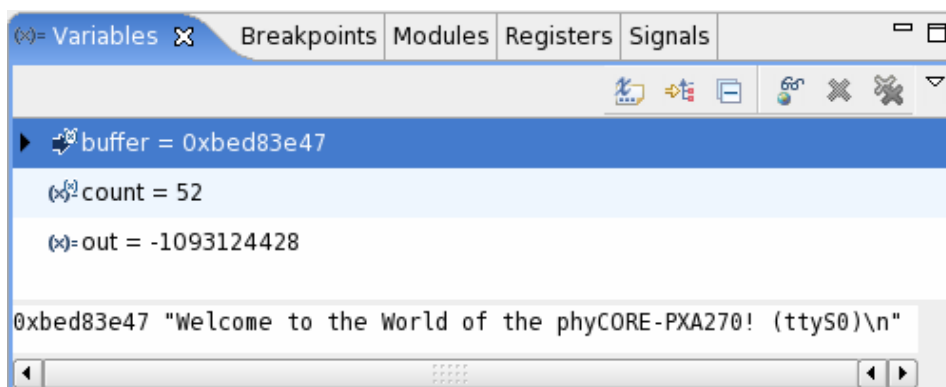 (x)= Variables Breakpoints Modules Registers Signals
buffer = 0xbed83e47
count = 52
(x)= out = -1093124428
0xbed83e47 "Welcome to the World of the phyCORE-PXA270! (ttyS0)\n"